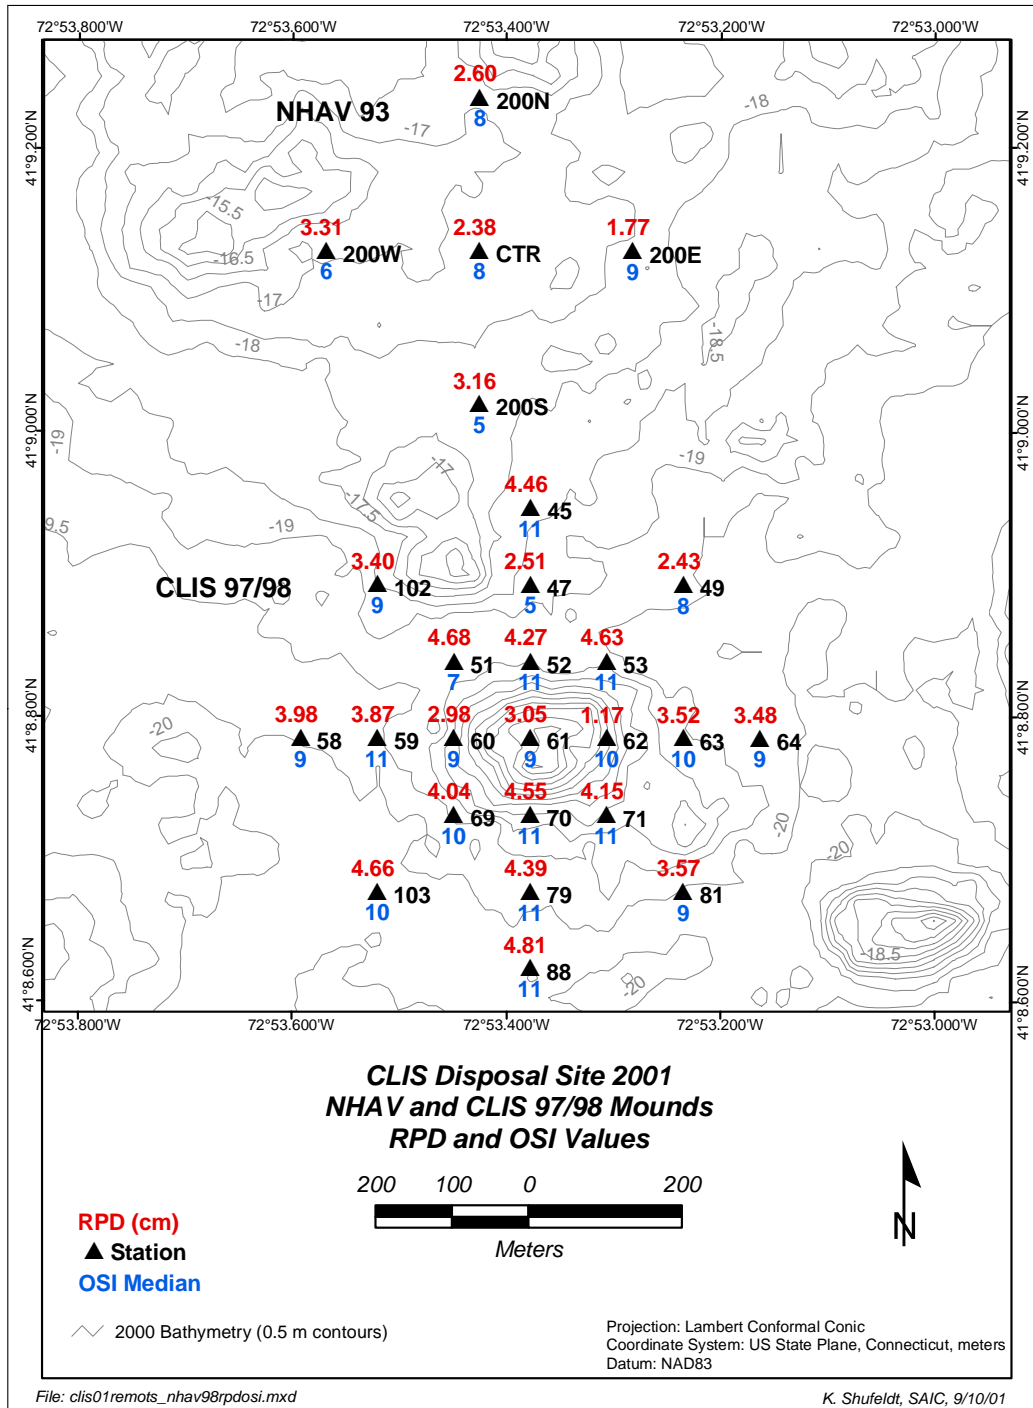 72°53.800'W 72°53.600'W 72°53.400'W 72°53.200'W 72°53.000'W
2.60
200N
8
NHAV 93
-18
-17
41°9.200'N 41°9.200'N
-15.5
3.31 2.38 1.77
200W CTR 200E
6 8 9
-16.5
-17
-18
-18.5
3.16
200S
5
41°9.000'N 41°9.000'N
-19
-17
-19
4.46
45
11
-17.5
9.5
-19
3.40 2.51 2.43
CLIS 97/98
102 47 49
9 5 8
4.68 4.27 4.63
51 52 53
7 11 11
41°8.800'N 41°8.800'N
-20
3.98 3.87 2.98 3.05 1.17 3.52 3.48
58 59 60 61 62 63 64
9 11 9 9 10 10 9
4.04 4.55 4.15
69 70 71
10 11 11
-20
-20
4.66 4.39 3.57
103 79 81
10 11 9
-18.5
4.81
88
11
-20
41°8.600'N 41°8.600'N
72°53.800'W 72°53.600'W 72°53.400'W 72°53.200'W 72°53.000'W
CLIS Disposal Site 2001
NHAV and CLIS 97/98 Mounds
RPD and OSI Values
200 100 0 200
Meters
N
RPD (cm)
Station
OSI Median
2000 Bathymetry (0.5 m contours)
Projection: Lambert Conformal Conic
Coordinate System: US State Plane, Connecticut, meters
Datum: NAD83
File: clis01remots_nhav98rpdosi.mxd
K. Shufeldt, SAIC, 9/10/01